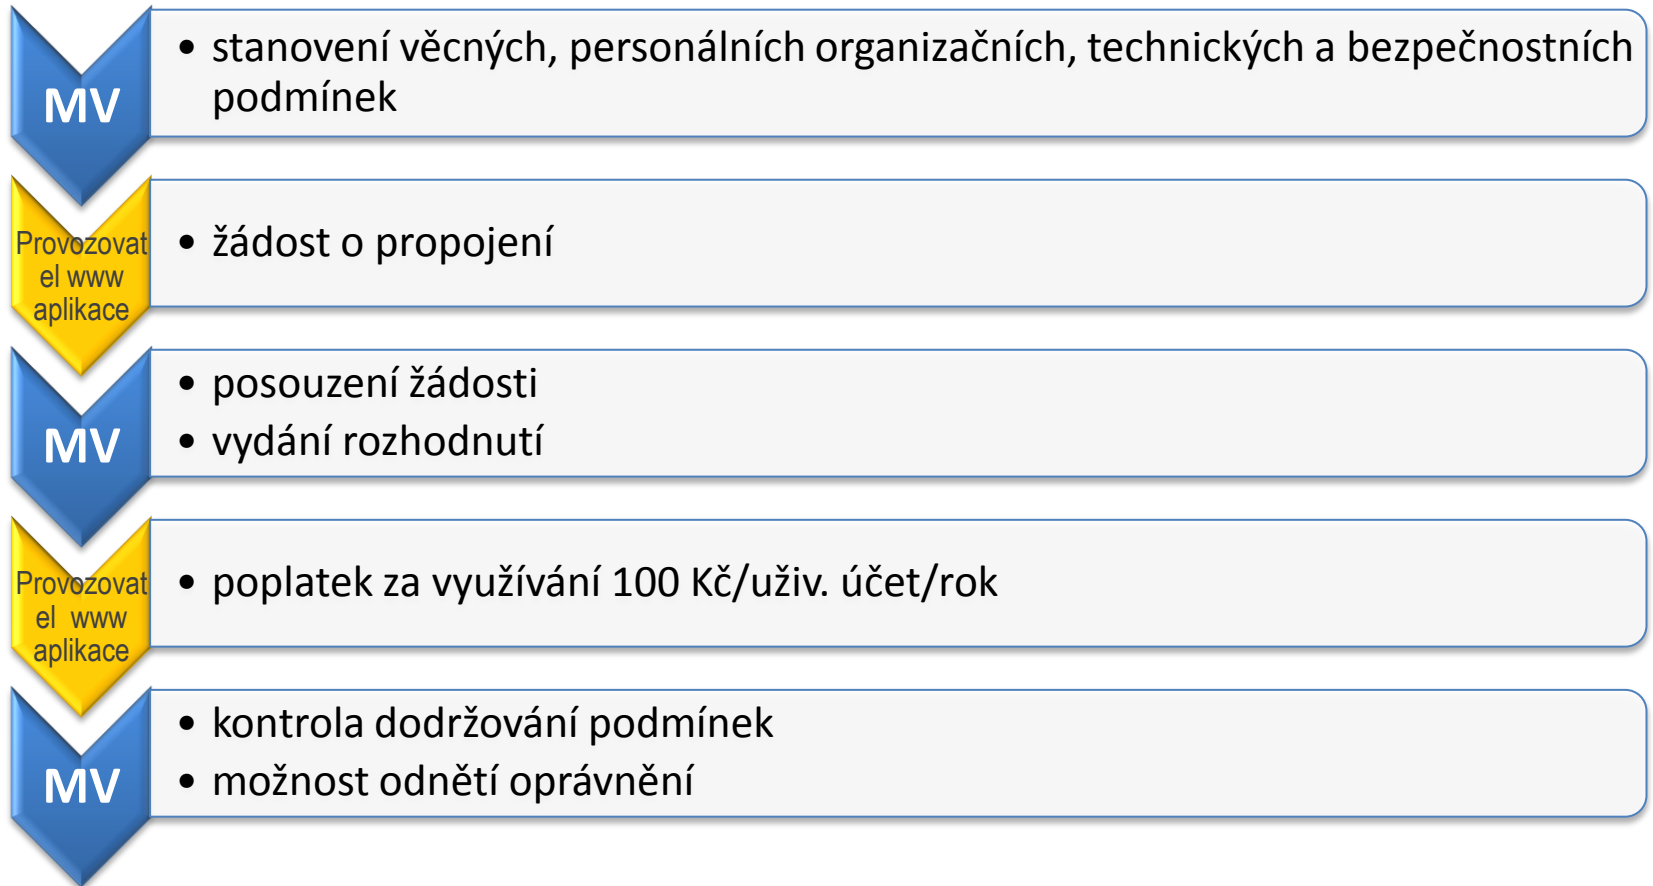 MV
• stanovení věcných, personálních organizačních, technických a bezpečnostních
podmínek
Provozovat
el www
aplikace
• žádost o propojení
MV
• posouzení žádosti
• vydání rozhodnutí
Provozovat
el www
aplikace
• poplatek za využívání 100 Kč/uživ. účet/rok
MV
• kontrola dodržování podmínek
• možnost odnětí oprávnění